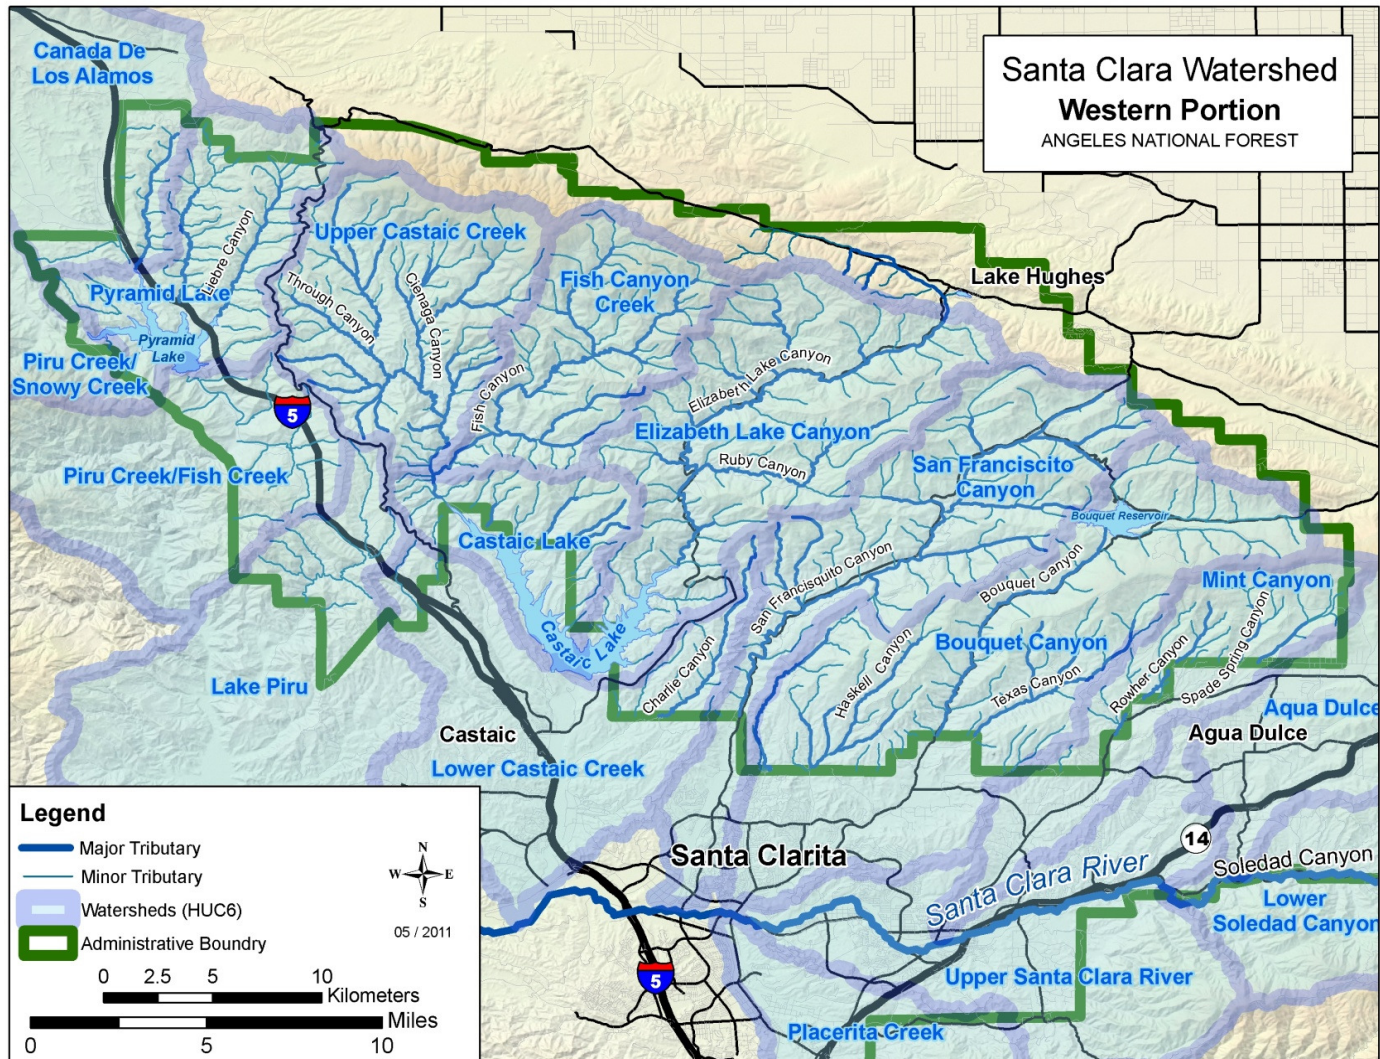 Santa Clara Watershed
Western Portion
ANGELES NATIONAL FOREST
Canada De
Los Alamos
Liebre Canyon
Upper Castaic Creek
Through Canyon
Cienaga Canyon
Fish Canyon
Creek
Lake Hughes
Pyramid Lake
Pyramid
Lake
Piru Creek/
Snowy Creek
5
Fish Canyon
Elizabeth Lake Canyon
Elizabeth Lake Canyon
Ruby Canyon
San Franciscito
Canyon
Piru Creek/Fish Creek
Bouquet Reservoir
Castaic Lake
Castaic Lake
San Francisquito Canyon
Bouquet Canyon
Mint Canyon
Charlie Canyon
Haskell Canyon
Bouquet Canyon
Texas Canyon
Rowher Canyon
Spade Spring Canyon
Lake Piru
Aqua Dulce
Agua Dulce
Castaic
Lower Castaic Creek
Santa Clarita
14
Santa Clara River
Soledad Canyon
Lower
Soledad Canyon
5
Upper Santa Clara River
Placerita Creek
Legend
Major Tributary
Minor Tributary
Watersheds (HUC6)
Administrative Boundry
N
W E
S
05 / 2011
0 2.5 5 10
Kilometers
Miles
0 5 10